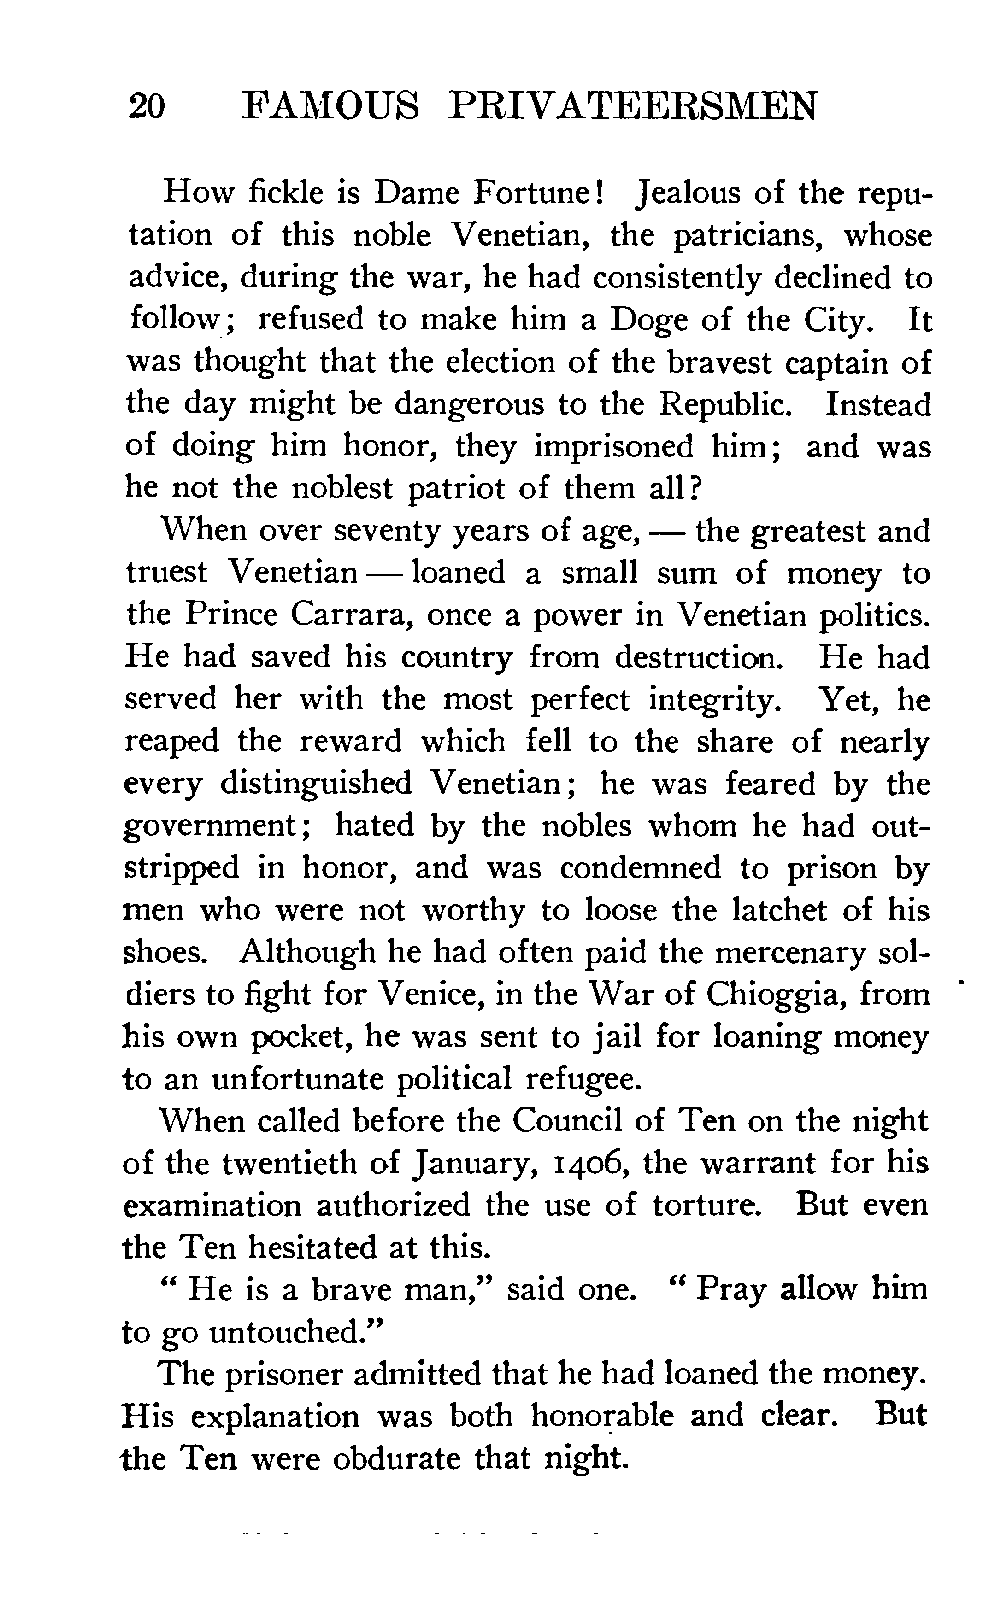 20 FAMOUS PRIVATEERSMEN
How fickle is Dame Fortune! Jealous of the repu-
tation of this noble Venetian, the patricians, whose
advice, during the war, he had consistently declined to
follow; refused to make him a Doge of the City. It
was thought that the election of the bravest captain of
the day might be dangerous to the Republic. Instead
of doing him honor, they imprisoned him; and was
he not the noblest patriot of them all?
When over seventy years of age, — the greatest and
truest Venetian — loaned a small sum of money to
the Prince Carrara, once a power in Venetian politics.
He had saved his country from destruction. He had
served her with the most perfect integrity. Yet, he
reaped the reward which fell to the share of nearly
every distinguished Venetian; he was feared by the
government; hated by the nobles whom he had out-
stripped in honor, and was condemned to prison by
men who were not worthy to loose the latchet of his
shoes. Although he had often paid the mercenary sol-
diers to fight for Venice, in the War of Chioggia, from
his own pocket, he was sent to jail for loaning money
to an unfortunate political refugee.
When called before the Council of Ten on the night
of the twentieth of January, 1406, the warrant for his
examination authorized the use of torture. But even
the Ten hesitated at this.
“ He is a brave man,” said one. “ Pray allow him
to go untouched.”
The prisoner admitted that he had loaned the money.
His explanation was both honorable and clear. But
the Ten were obdurate that night.